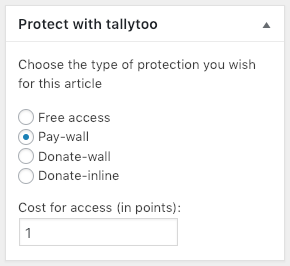 Protect with tallytoo
Choose the type of protection you wish
for this article
Free access
Pay-wall
Donate-wall
Donate-inline
Cost for access (in points):
1